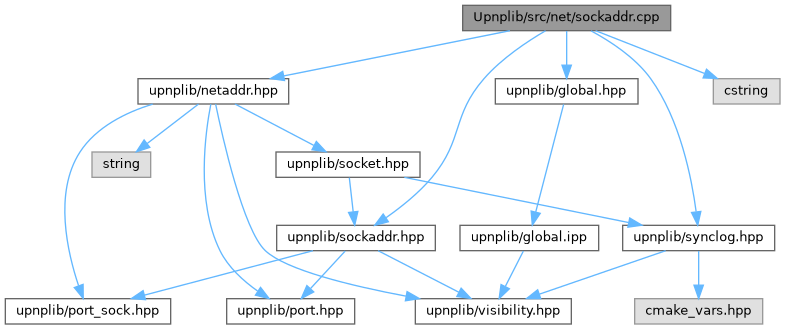 Upnplib/src/net/sockaddr.cpp
upnplib/netaddr.hpp
upnplib/global.hpp
cstring
string
upnplib/socket.hpp
upnplib/sockaddr.hpp
upnplib/global.ipp
upnplib/synclog.hpp
upnplib/port_sock.hpp
upnplib/port.hpp
upnplib/visibility.hpp
cmake_vars.hpp